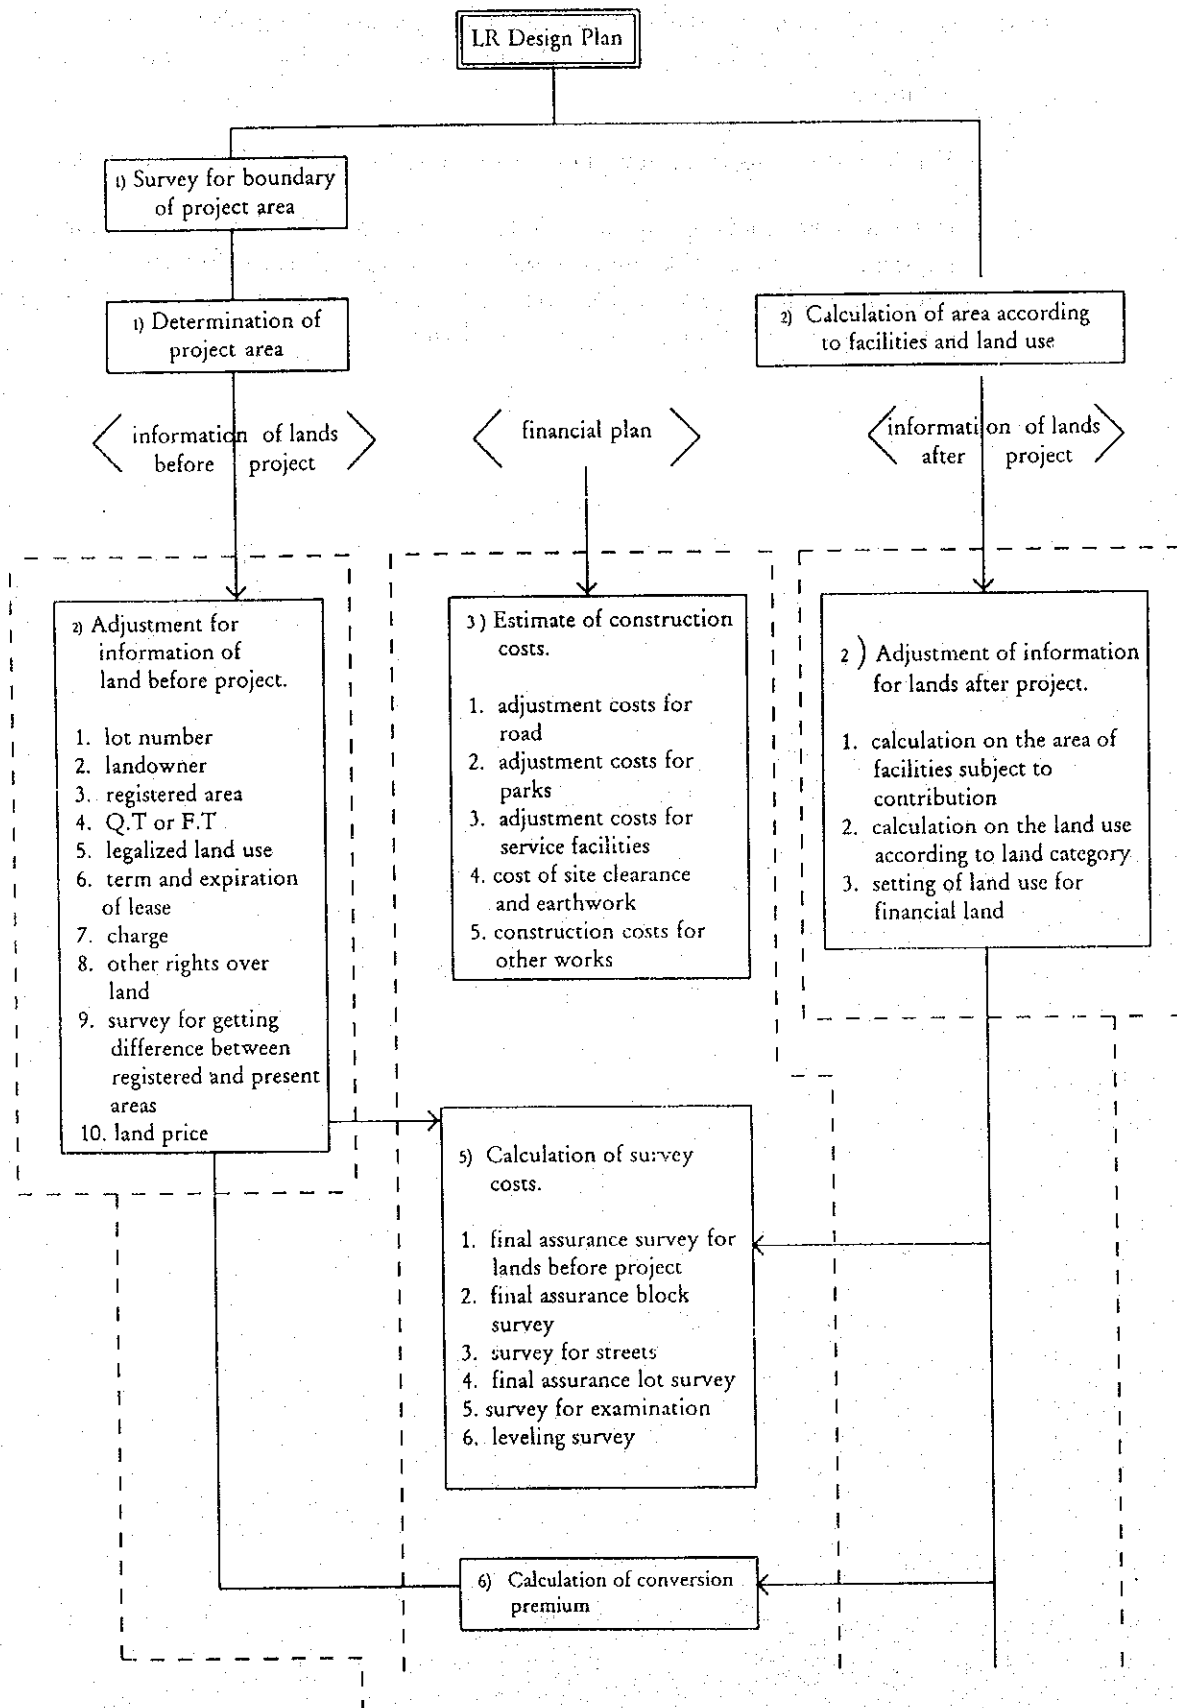 LR Design Plan
1) Survey for boundary
of project area
1) Determination of
project area
2) Calculation of area according
to facilities and land use
information of lands
before project
financial plan
information of lands
after project
2) Adjustment for
information of
land before project.
1. lot number
2. landowner
3. registered area
4. Q.T or F.T
5. legalized land use
6. term and expiration
of lease
7. charge
8. other rights over
land
9. survey for getting
difference between
registered and present
areas
10. land price
3) Estimate of construction
costs.
1. adjustment costs for
road
2. adjustment costs for
parks
3. adjustment costs for
service facilities
4. cost of site clearance
and earthwork
5. construction costs for
other works
2) Adjustment of information
for lands after project.
1. calculation on the area of
facilities subject to
contribution
2. calculation on the land use
according to land category
3. setting of land use for
financial land
5) Calculation of survey
costs.
1. final assurance survey for
lands before project
2. final assurance block
survey
3. survey for streets
4. final assurance lot survey
5. survey for examination
6. leveling survey
6) Calculation of conversion
premium